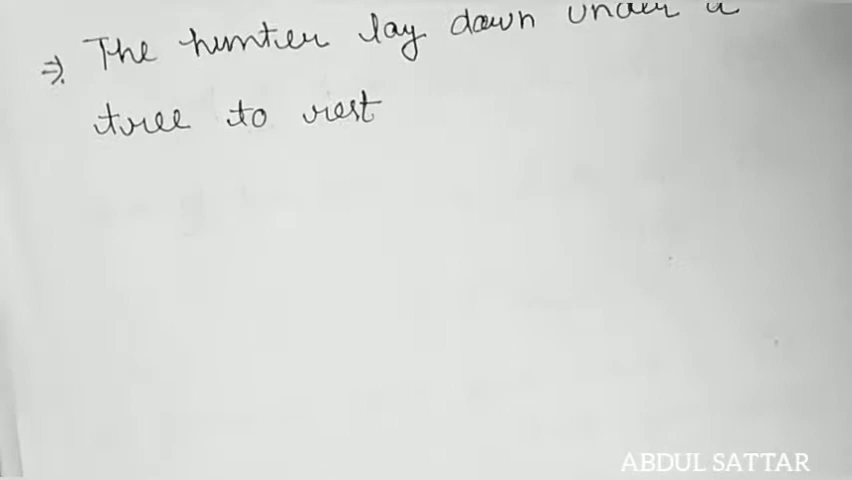 ⇒. The hunter lay down under a
tree to rest
ABDUL SATTAR